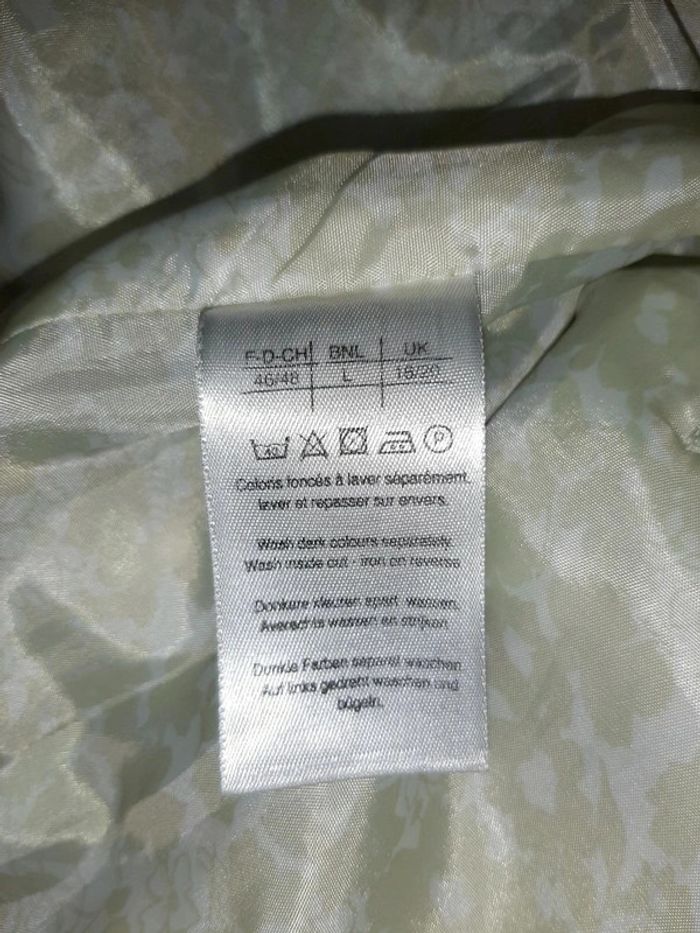 F-D-CH BNL UK
46/48 L 18/20
40 P
Coloris foncés à laver séparément,
laver et repasser sur envers.
Wash dark colours separately
Wash inside out - Iron on reverse
Donkere kleuren apart wassen.
Averechts wassen en strijken
Dunkle Farben separat waschen
Auf links gedreht waschen und
bügeln.